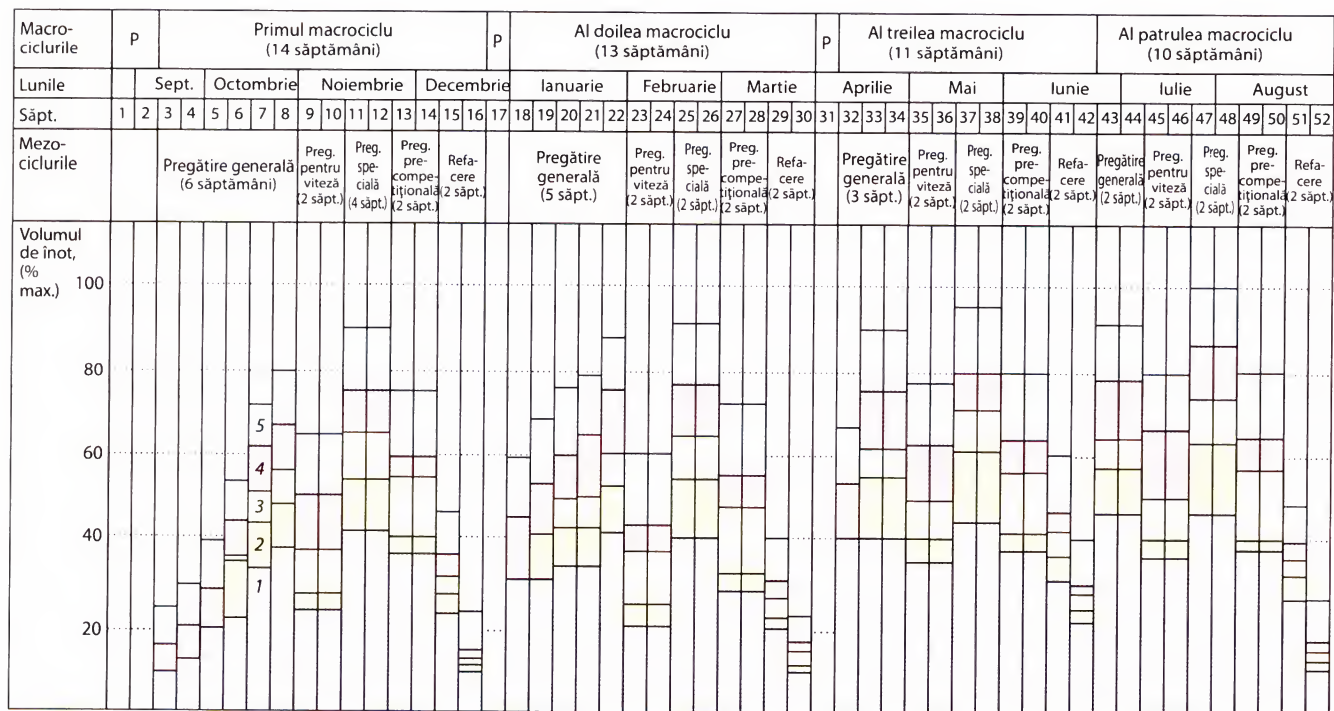 Macro-
ciclurile
P
Primul macrociclu
(14 săptămâni)
P
Al doilea macrociclu
(13 săptămâni)
P
Al treilea macrociclu
(11 săptămâni)
Al patrulea macrociclu
(10 săptămâni)
Lunile
Sept.
Octombrie
Noiembrie
Decembrie
Ianuarie
Februarie
Martie
Aprilie
Mai
Iunie
Iulie
August
Săpt.
1 2 3 4 5 6 7 8 9 10 11 12 13 14 15 16 17 18 19 20 21 22 23 24 25 26 27 28 29 30 31 32 33 34 35 36 37 38 39 40 41 42 43 44 45 46 47 48 49 50 51 52
Mezo-
ciclurile
Pregătire generală
(6 săptămâni)
Preg.
pentru
viteză
(2 săpt.)
Preg.
spe-
cială
(4 săpt.)
Preg.
pre-
compe-
tițională
(2 săpt.)
Refa-
cere
(2 săpt.)
Pregătire
generală
(5 săpt.)
Preg.
pentru
viteză
(2 săpt.)
Preg.
spe-
cială
(2 săpt.)
Preg.
pre-
compe-
tițională
(2 săpt.)
Refa-
cere
(2 săpt.)
Pregătire
generală
(3 săpt.)
Preg.
pentru
viteză
(2 săpt.)
Preg.
spe-
cială
(2 săpt.)
Preg.
pre-
compe-
tițională
(2 săpt.)
Refa-
cere
(2 săpt.)
Pregătire
generală
(2 săpt.)
Preg.
pentru
viteză
(2 săpt.)
Preg.
spe-
cială
(2 săpt.)
Preg.
pre-
compe-
tițională
(2 săpt.)
Refa-
cere
(2 săpt.)
Volumul
de înot,
(%
max.)
100
80
60
40
20
5
4
3
2
1